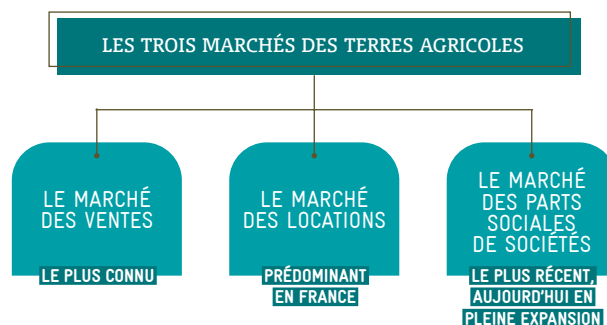 LES TROIS MARCHÉS DES TERRES AGRICOLES
LE MARCHÉ
DES VENTES
LE PLUS CONNU
LE MARCHÉ
DES LOCATIONS
PRÉDOMINANT
EN FRANCE
LE MARCHÉ
DES PARTS
SOCIALES
DE SOCIÉTÉS
LE PLUS RÉCENT,
AUJOURD'HUI EN
PLEINE EXPANSION